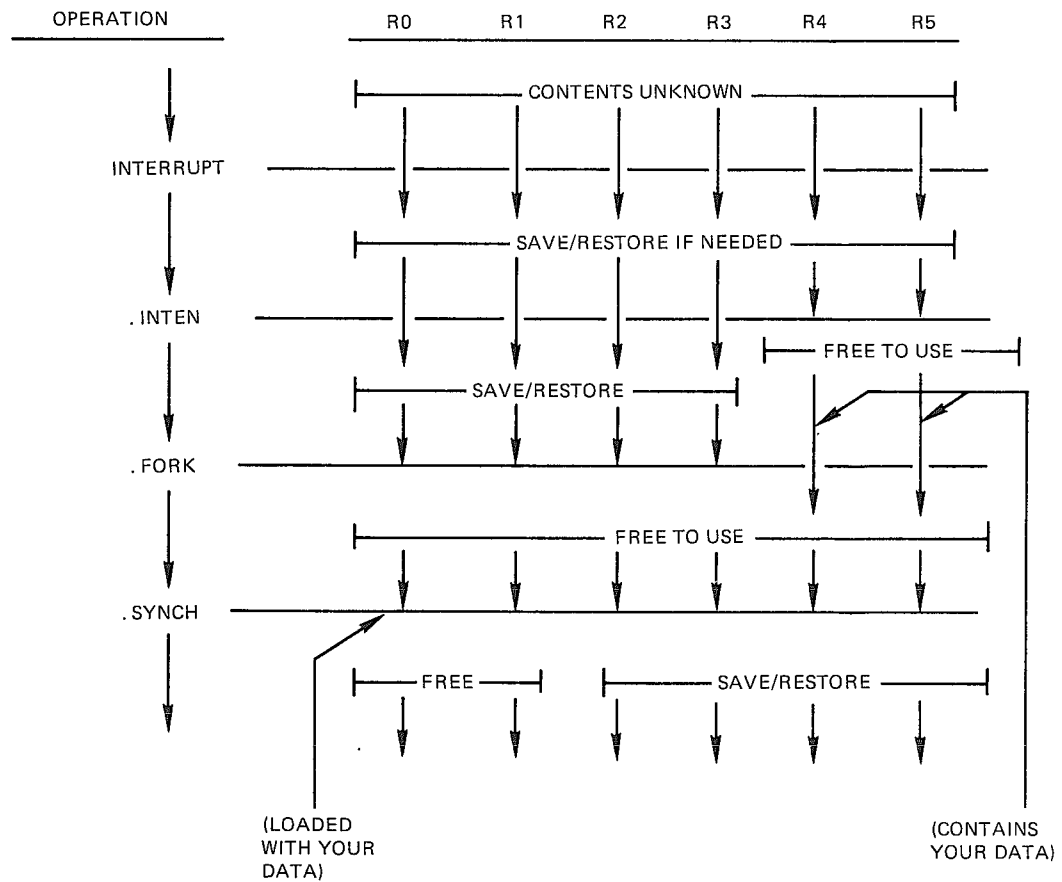 OPERATION R0 R1 R2 R3 R4 R5
CONTENTS UNKNOWN
INTERRUPT
SAVE/RESTORE IF NEEDED
.INTEN
FREE TO USE
SAVE/RESTORE
.FORK
FREE TO USE
.SYNCH
FREE SAVE/RESTORE
(LOADED
WITH YOUR
DATA)
(CONTAINS
YOUR DATA)